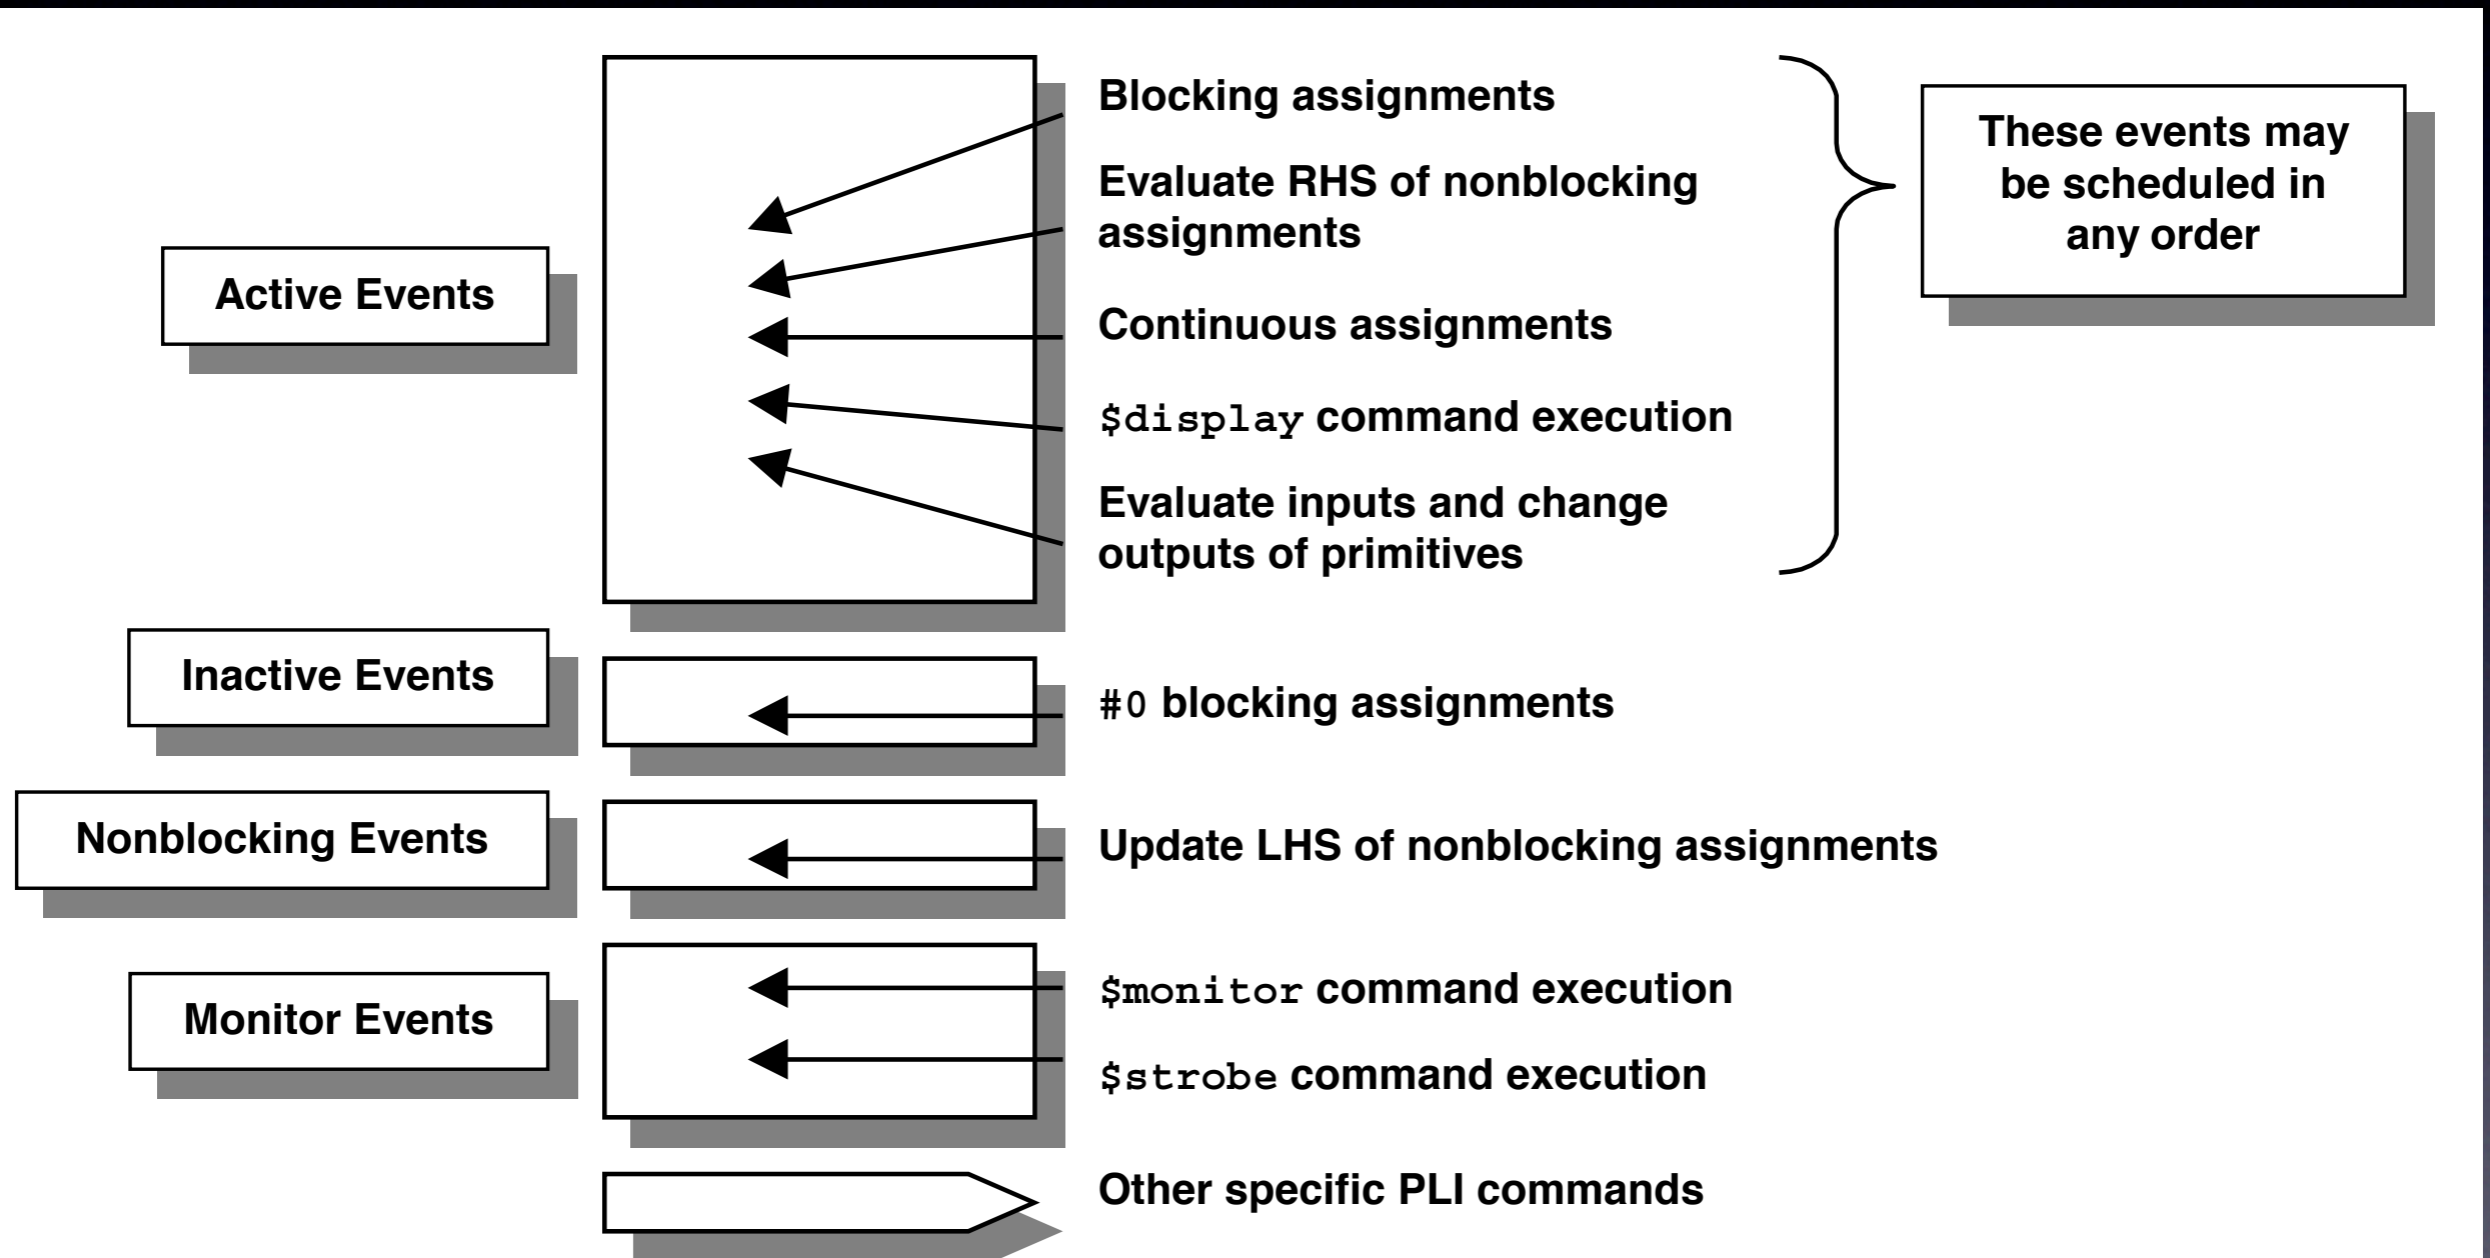 Blocking assignments
These events may
be scheduled in
any order
Evaluate RHS of nonblocking
assignments
Active Events
Continuous assignments
$display command execution
Evaluate inputs and change
outputs of primitives
Inactive Events
#0 blocking assignments
Nonblocking Events
Update LHS of nonblocking assignments
Monitor Events
$monitor command execution
$strobe command execution
Other specific PLI commands